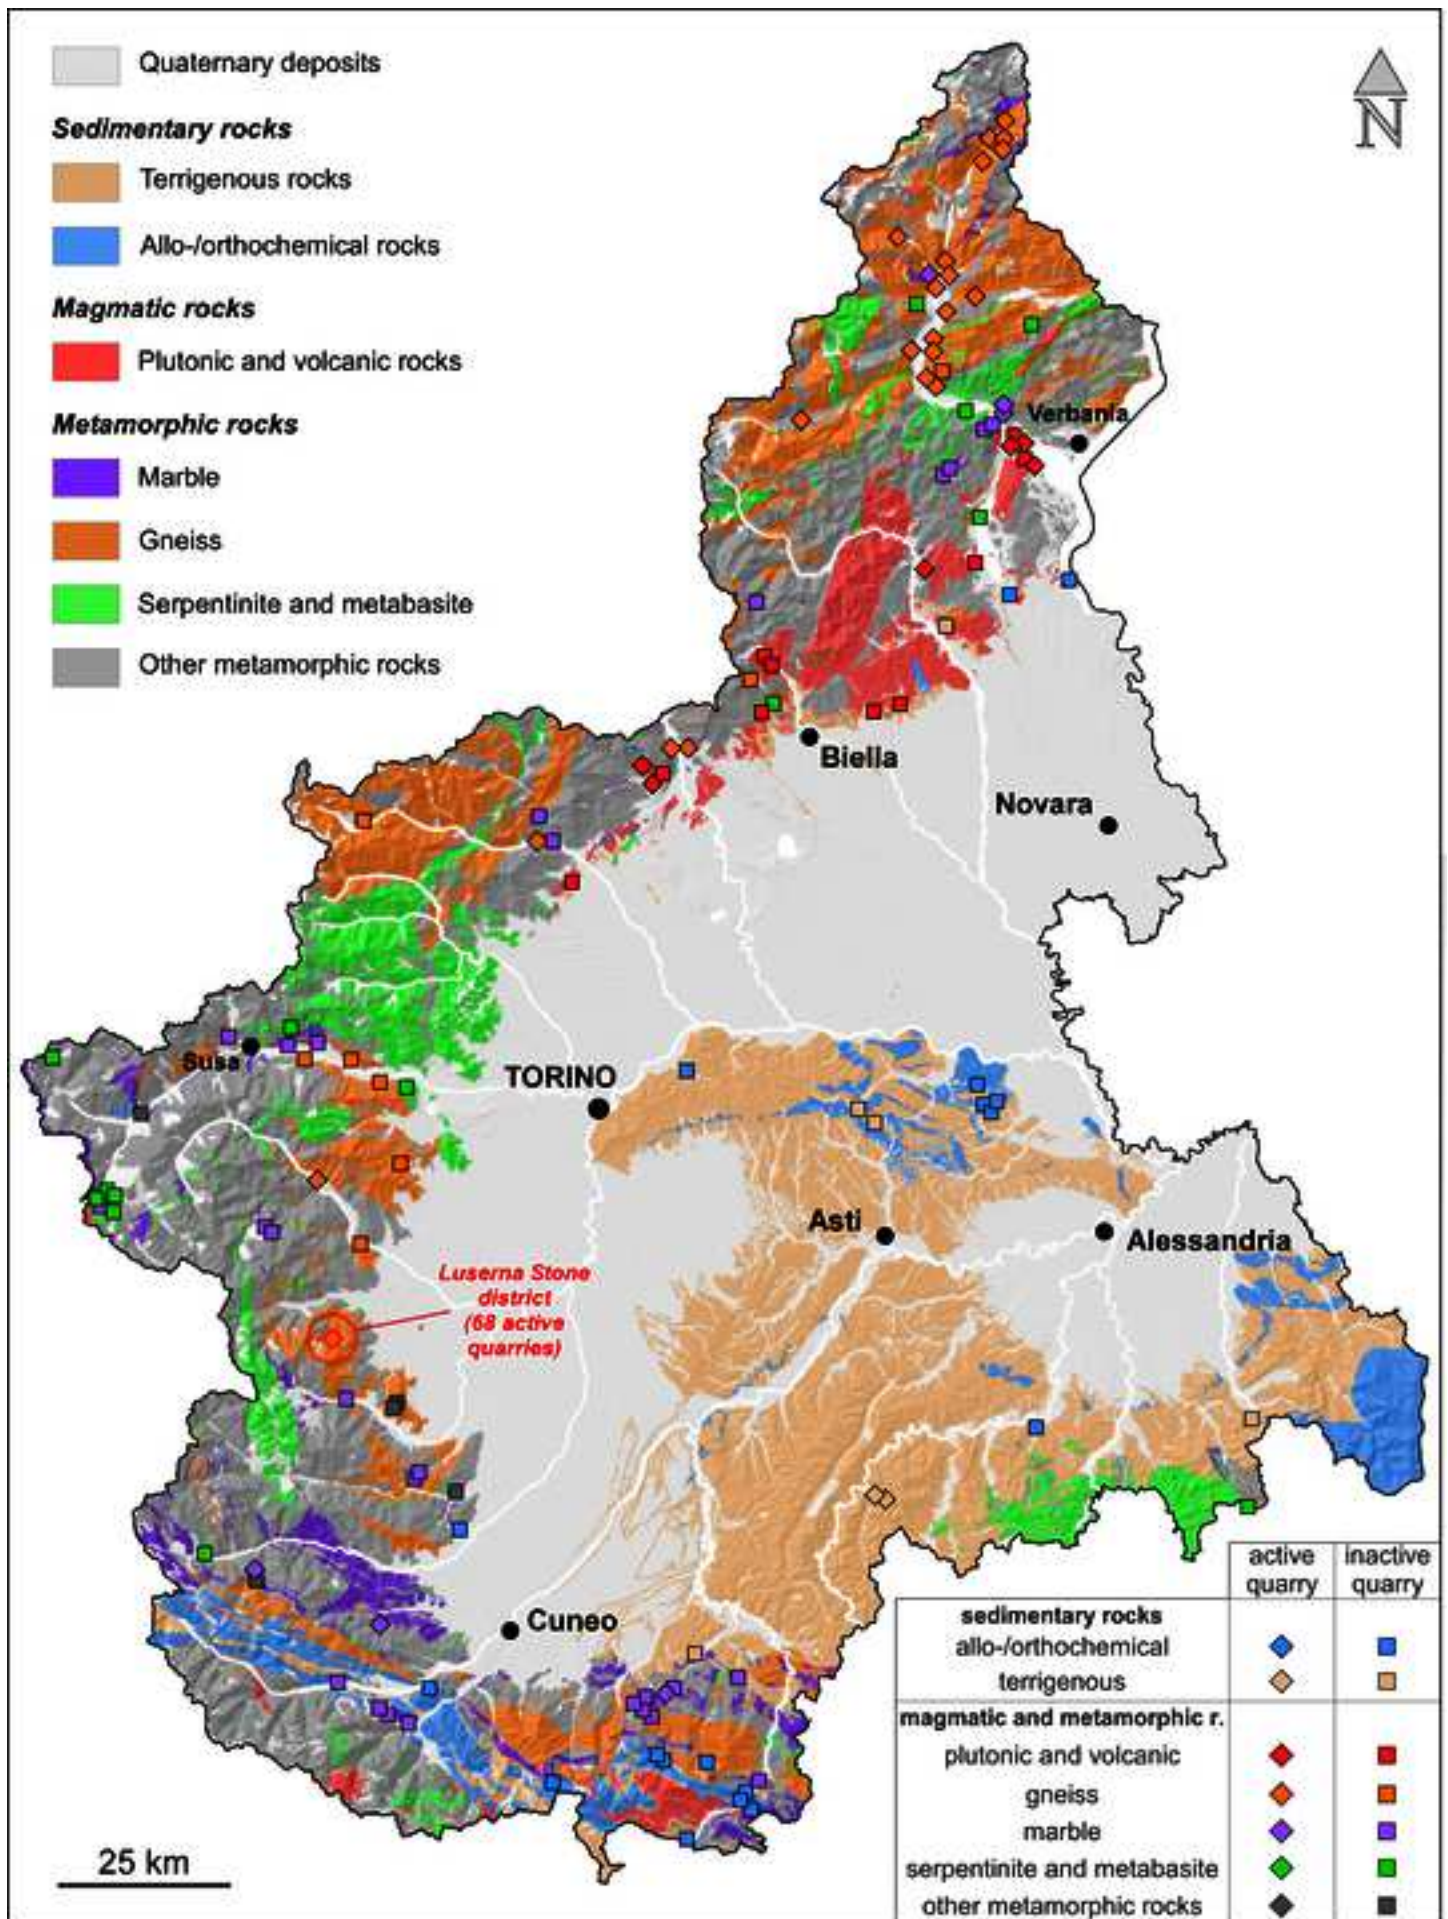 Quaternary deposits
N
Sedimentary rocks
Terrigenous rocks
Allo-/orthochemical rocks
Magmatic rocks
Plutonic and volcanic rocks
Metamorphic rocks
Marble
Gneiss
Serpentinite and metabasite
Other metamorphic rocks
Verbania
Biella
Novara
Susa
TORINO
Asti
Alessandria
Luserna Stone
district
(68 active
quarries)
Cuneo
25 km
active inactive
quarry quarry
sedimentary rocks
allo-/orthochemical
terrigenous
magmatic and metamorphic r.
plutonic and volcanic
gneiss
marble
serpentinite and metabasite
other metamorphic rocks